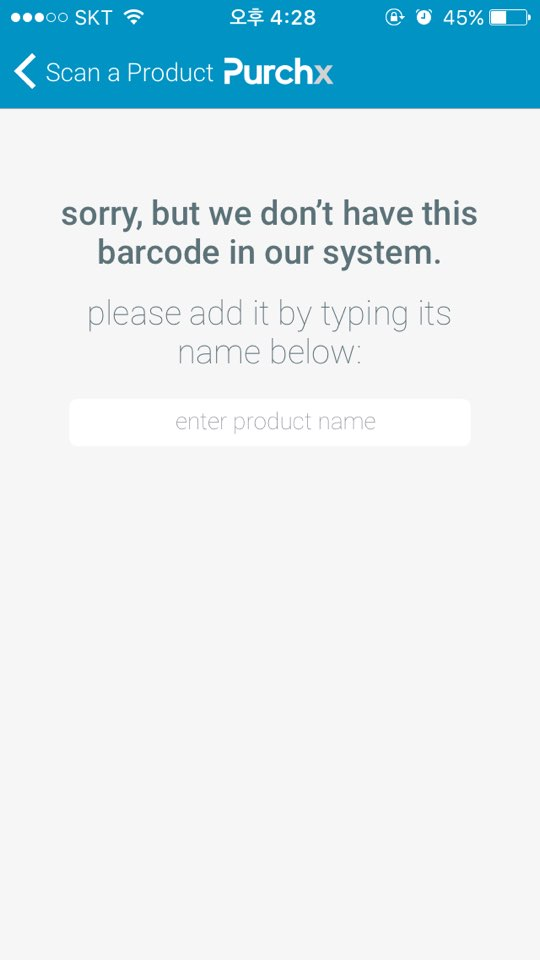 SKT 오후 4:28 45%
Scan a Product Purchx
sorry, but we don’t have this
barcode in our system.
please add it by typing its
name below:
enter product name